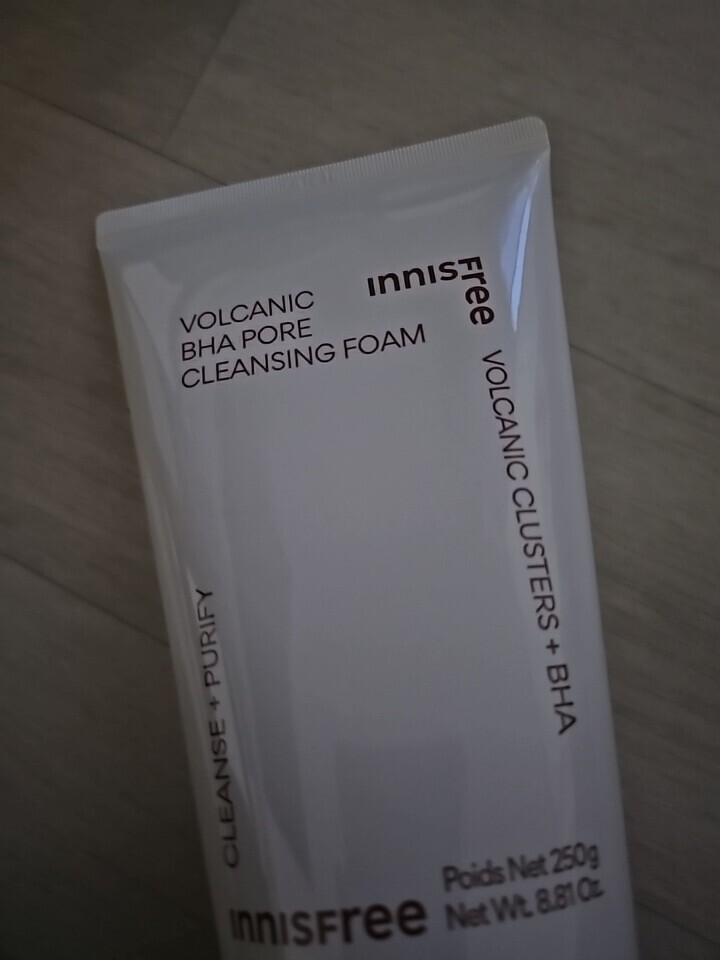 VOLCANIC
BHA PORE
CLEANSING FOAM
INNISFree
VOLCANIC CLUSTERS + BHA
CLEANSE + PURIFY
INNISFree
Poids Net 250g
Net Wt. 8.81 Oz.